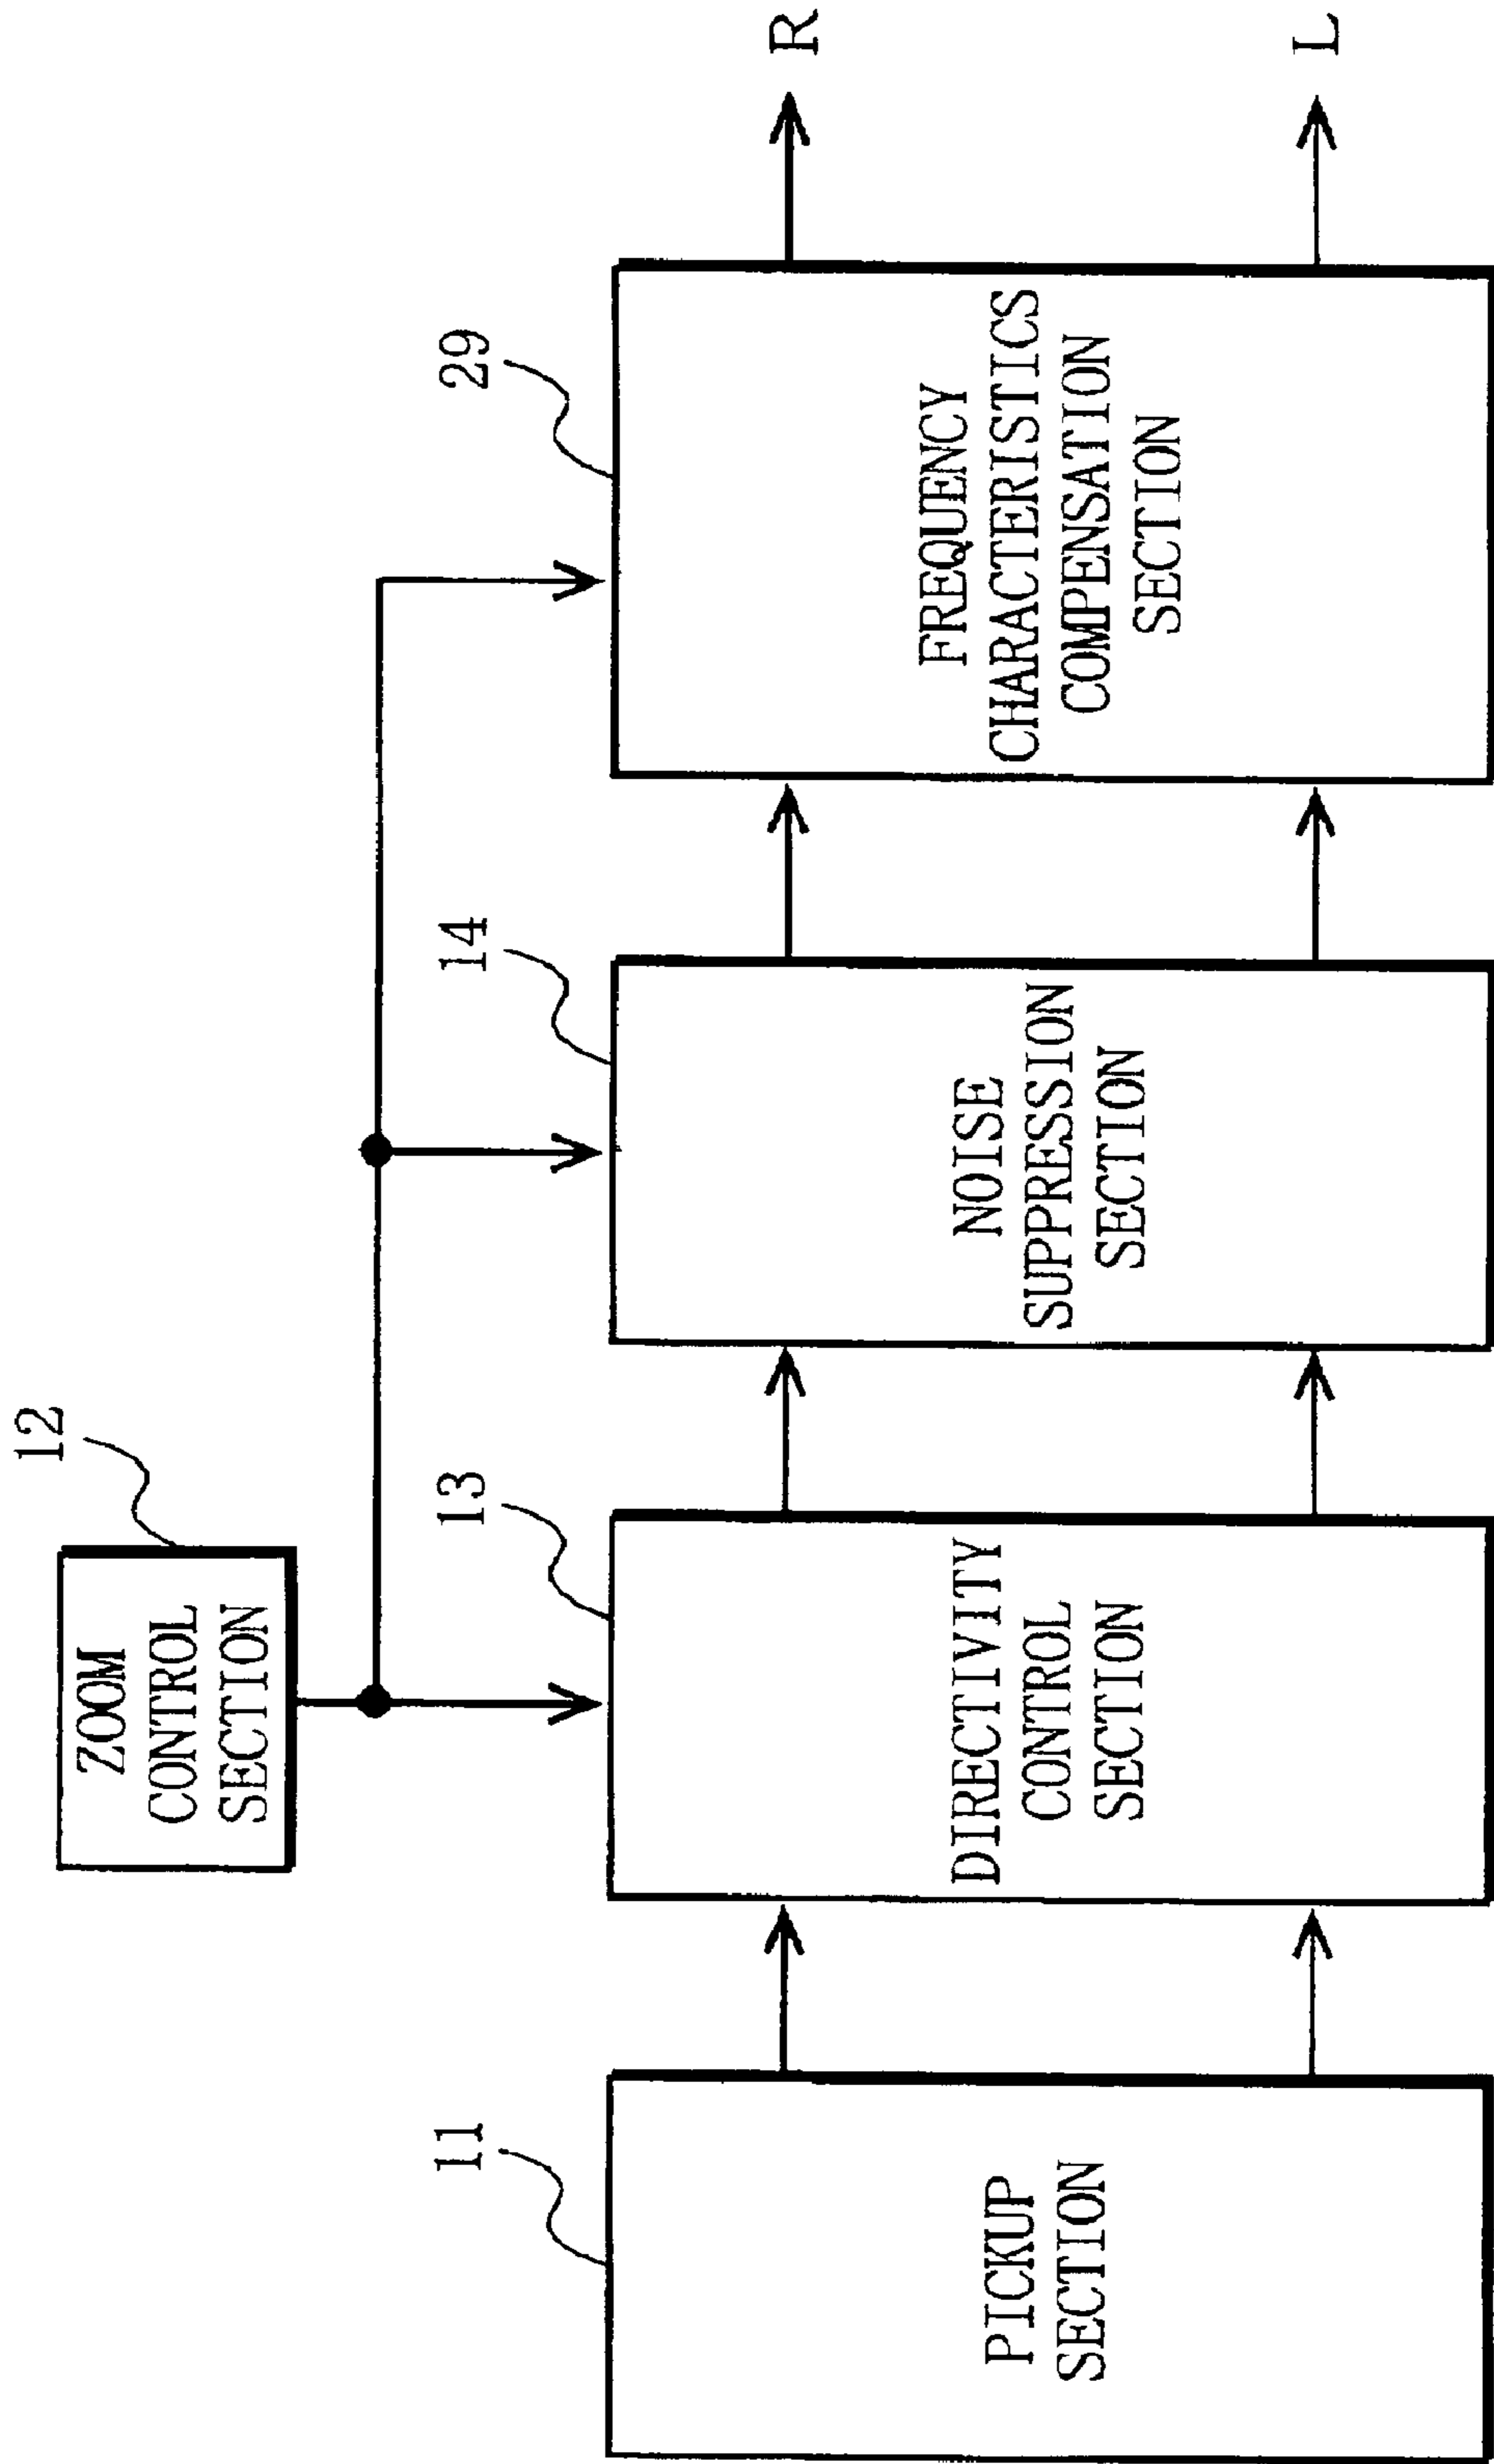 12
ZOOM
CONTROL
SECTION
11
PICKUP
SECTION
13
DIRECTIVITY
CONTROL
SECTION
14
NOISE
SUPPRESSION
SECTION
29
FREQUENCY
CHARACTERISTICS
COMPENSATION
SECTION
R
L